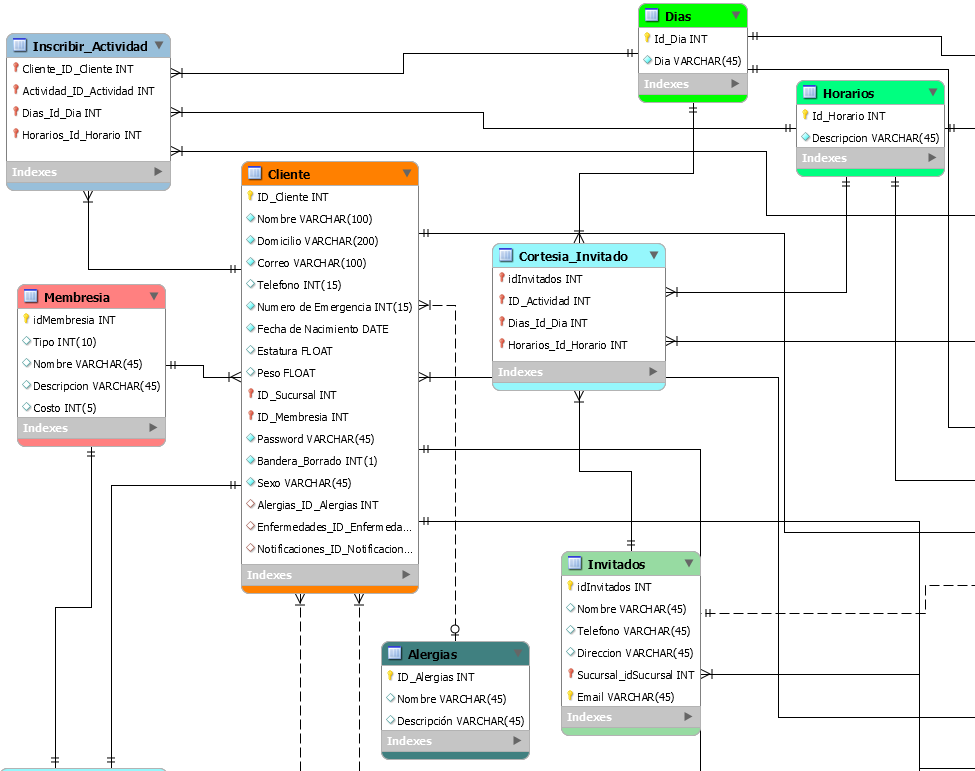 Inscribir_Actividad
Cliente_ID_Cliente INT
Actividad_ID_Actividad INT
Dias_Id_Dia INT
Horarios_Id_Horario INT
Indexes
Dias
Id_Dia INT
Dia VARCHAR(45)
Indexes
Horarios
Id_Horario INT
Descripcion VARCHAR(45)
Indexes
Cliente
ID_Cliente INT
Nombre VARCHAR(100)
Domicilio VARCHAR(200)
Correo VARCHAR(100)
Telefono INT(15)
Numero de Emergencia INT(15)
Fecha de Nacimiento DATE
Estatura FLOAT
Peso FLOAT
ID_Sucursal INT
ID_Membresia INT
Password VARCHAR(45)
Bandera_Borrado INT(1)
Sexo VARCHAR(45)
Alergias_ID_Alergias INT
Enfermedades_ID_Enfermeda...
Notificaciones_ID_Notificacion...
Indexes
Cortesia_Invitado
idInvitados INT
ID_Actividad INT
Dias_Id_Dia INT
Horarios_Id_Horario INT
Indexes
Membresia
idMembresia INT
Tipo INT(10)
Nombre VARCHAR(45)
Descripcion VARCHAR(45)
Costo INT(5)
Indexes
Invitados
idInvitados INT
Nombre VARCHAR(45)
Telefono VARCHAR(45)
Direccion VARCHAR(45)
Sucursal_idSucursal INT
Email VARCHAR(45)
Indexes
Alergias
ID_Alergias INT
Nombre VARCHAR(45)
Descripción VARCHAR(45)
Indexes